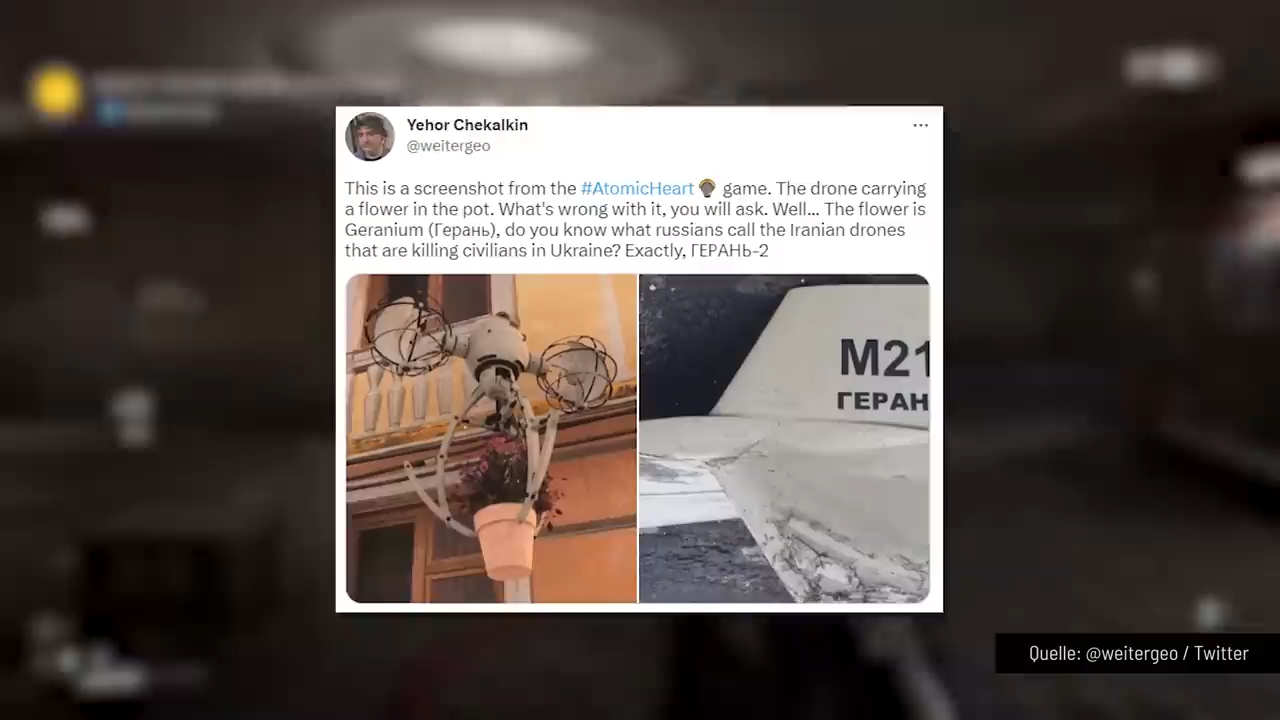 Yehor Chekalkin
@weitergeo
This is a screenshot from the #AtomicHeart game. The drone carrying
a flower in the pot. What's wrong with it, you will ask. Well... The flower is
Geranium (Герань), do you know what russians call the Iranian drones
that are killing civilians in Ukraine? Exactly, ГЕРАНЬ-2
М21
ГЕРАН
Quelle: @weitergeo / Twitter